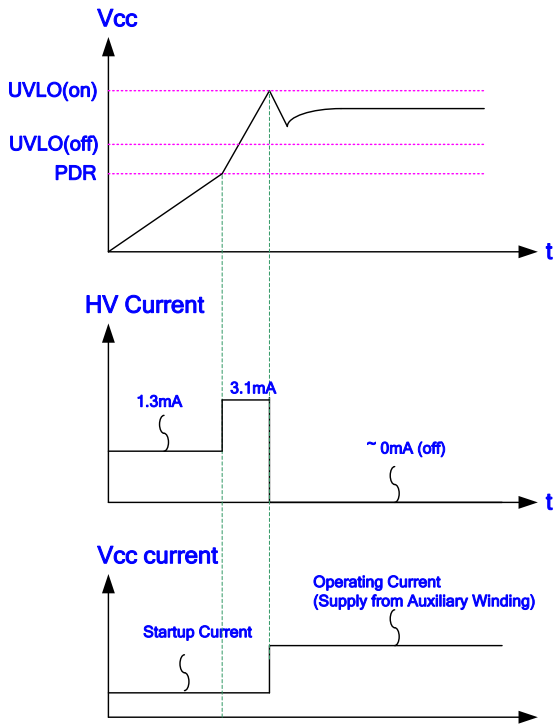 Vcc
UVLO(on)
UVLO(off)
PDR
t
HV Current
1.3mA
3.1mA
~ 0mA (off)
t
Vcc current
Operating Current
(Supply from Auxiliary Winding)
Startup Current